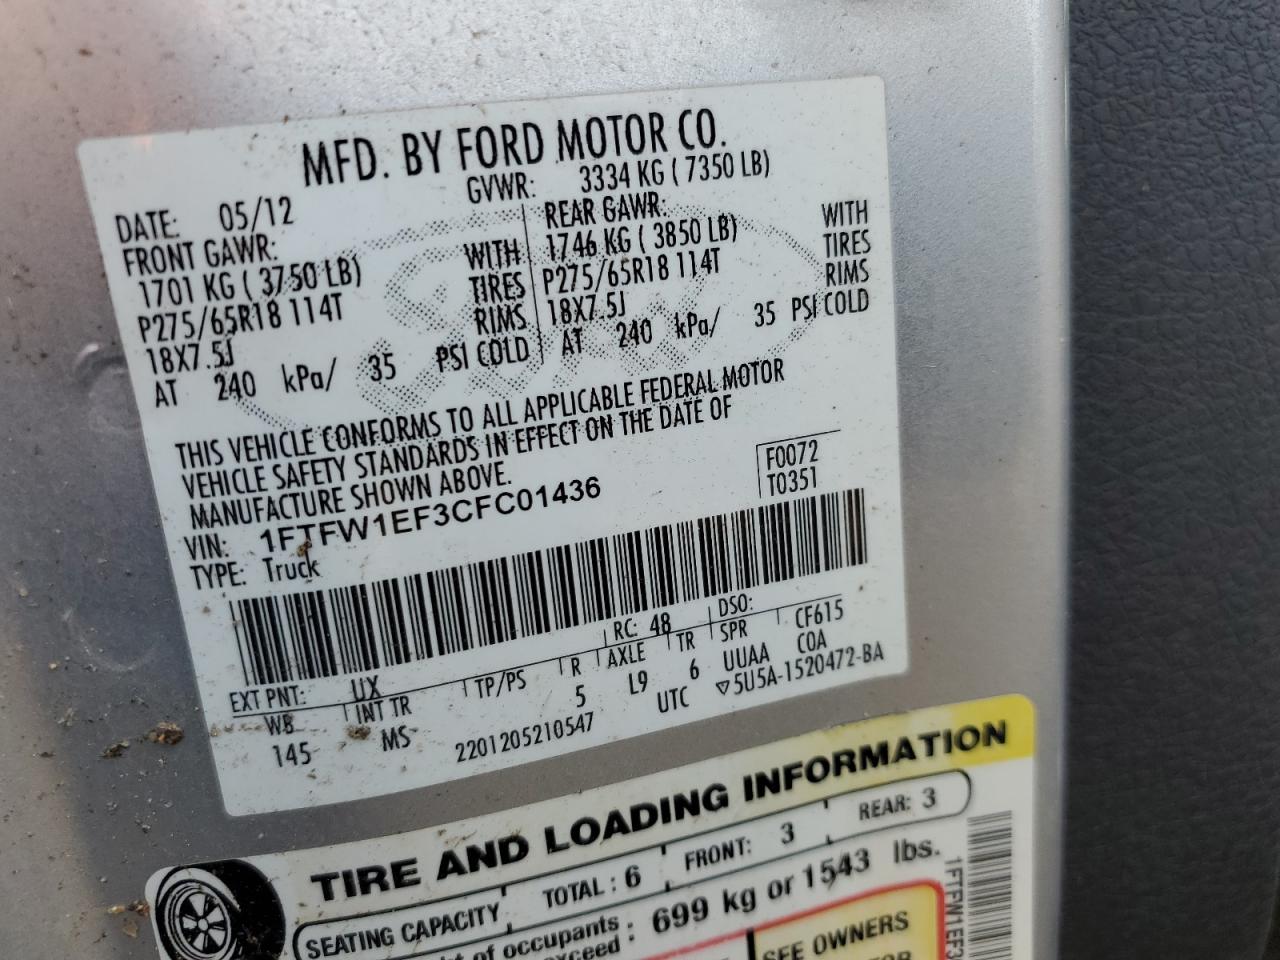 MFD. BY FORD MOTOR CO.
DATE: 05/12 GVWR: 3334 KG ( 7350 LB)
FRONT GAWR: REAR GAWR:
1701 KG ( 3750 LB) WITH 1746 KG ( 3850 LB) WITH
P275/65R18 114T TIRES P275/65R18 114T TIRES
18X7.5J RIMS 18X7.5J RIMS
AT 240 kPa/ 35 PSI COLD AT 240 kPa/ 35 PSI COLD
THIS VEHICLE CONFORMS TO ALL APPLICABLE FEDERAL MOTOR
VEHICLE SAFETY STANDARDS IN EFFECT ON THE DATE OF
MANUFACTURE SHOWN ABOVE.
VIN: 1FTFW1EF3CFC01436 F0072
TYPE: Truck T0351
EXT PNT: UX RC: 48 DSO:
WB INT TR TP/PS R AXLE TR SPR CF615
145 MS 5 L9 6 UUAA COA
2201205210547 UTC ▽5U5A-1520472-BA
TIRE AND LOADING INFORMATION
SEATING CAPACITY TOTAL : 6 FRONT: 3 REAR: 3
t of occupants
xceed : 699 kg or 1543 lbs.
SEE OWNERS
1FTFW1EF3